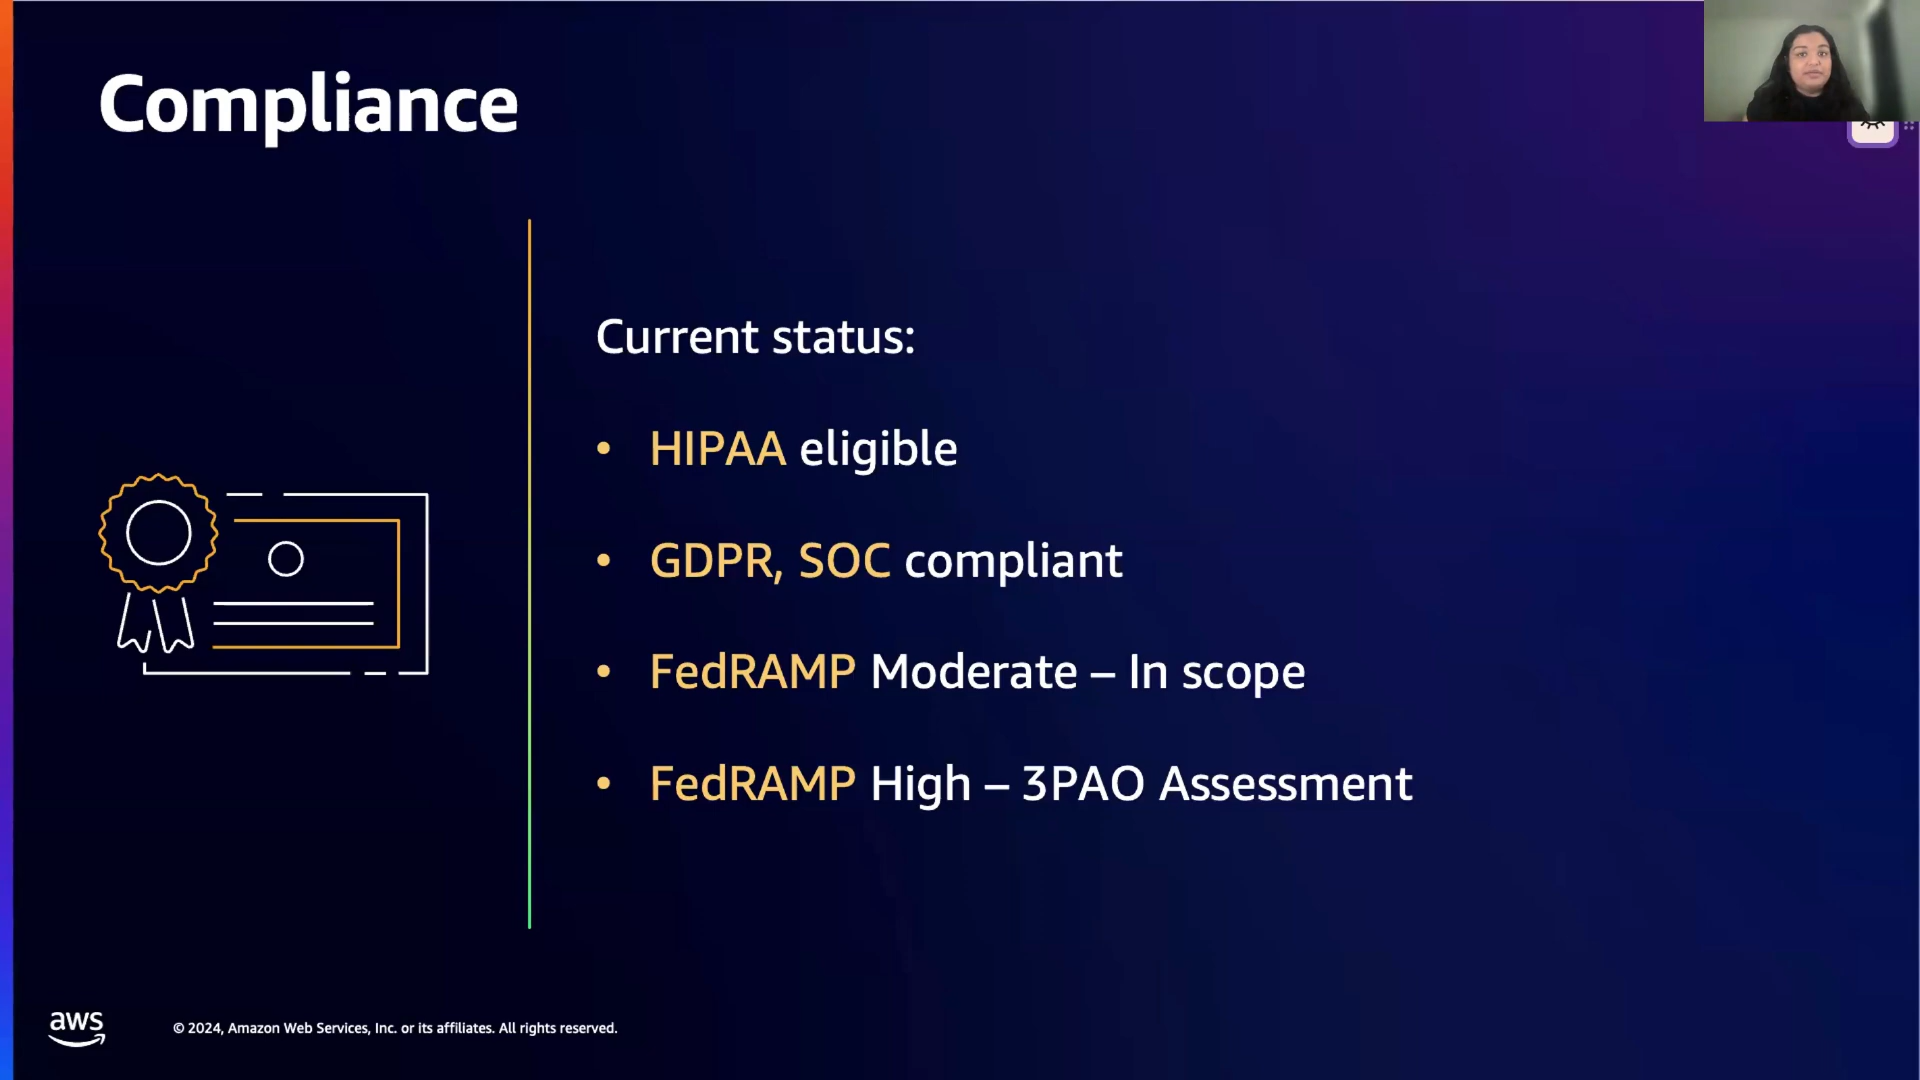 Compliance
Current status:
• HIPAA eligible
• GDPR, SOC compliant
• FedRAMP Moderate – In scope
• FedRAMP High – 3PAO Assessment
aws
© 2024, Amazon Web Services, Inc. or its affiliates. All rights reserved.